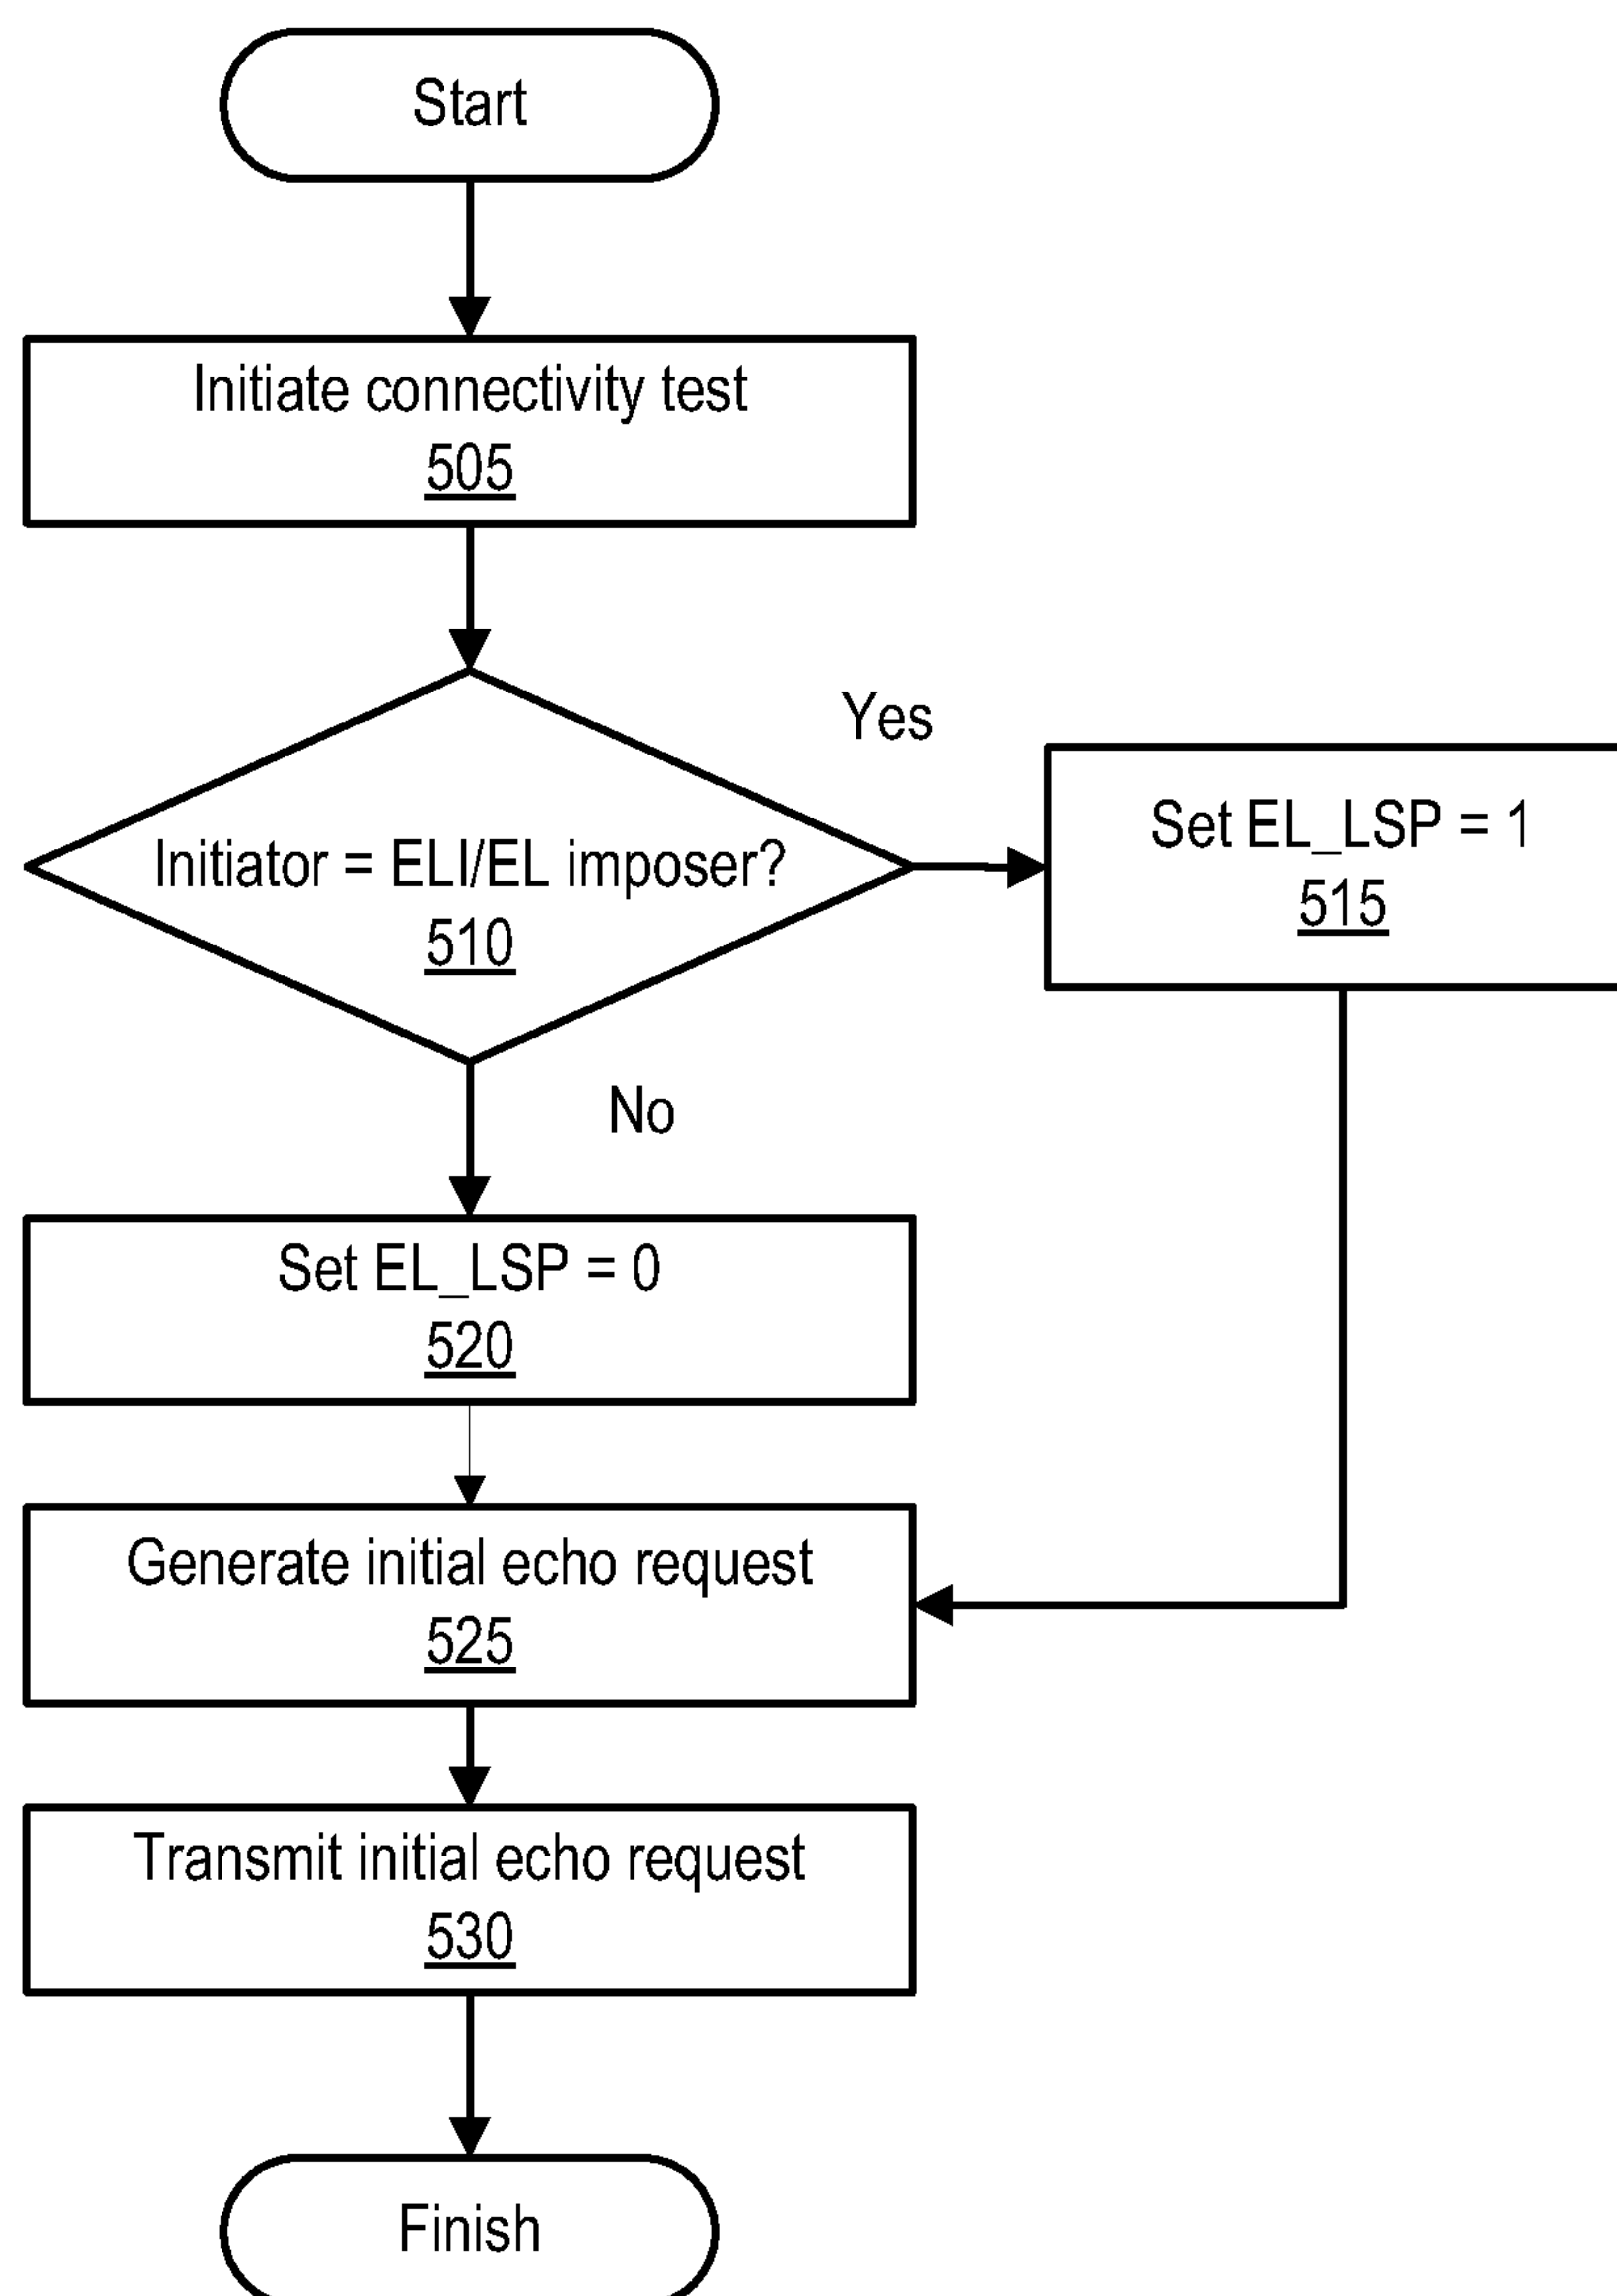 Start
Initiate connectivity test
505
Initiator = ELI/EL imposer?
510
Yes
Set EL_LSP = 1
515
No
Set EL_LSP = 0
520
Generate initial echo request
525
Transmit initial echo request
530
Finish